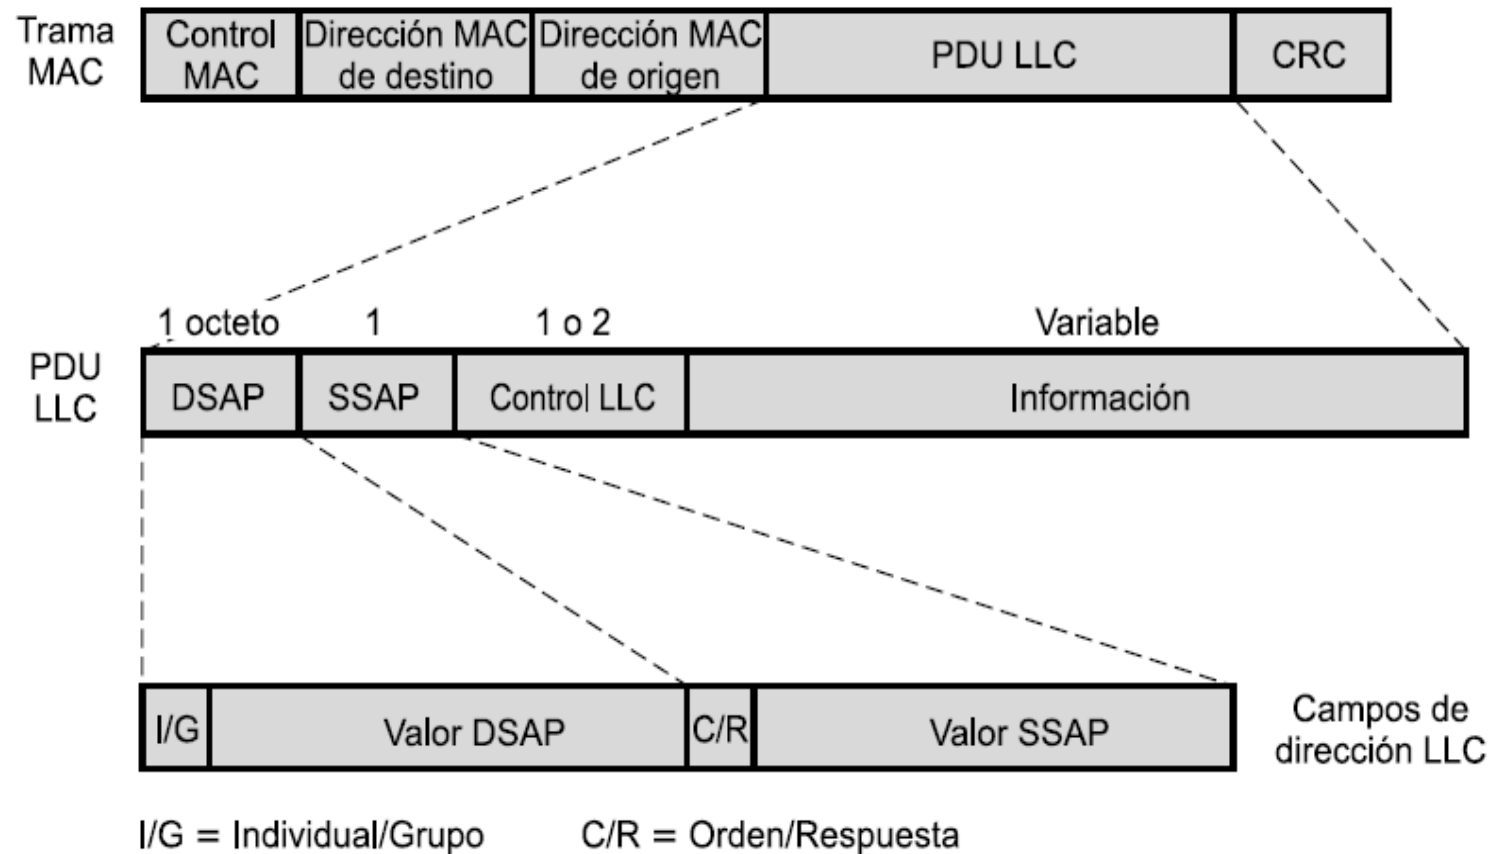 Trama
MAC
Control
MAC
Dirección MAC
de destino
Dirección MAC
de origen
PDU LLC
CRC
1 octeto
1
1 o 2
Variable
PDU
LLC
DSAP
SSAP
Control LLC
Información
I/G
Valor DSAP
C/R
Valor SSAP
Campos de
dirección LLC
I/G = Individual/Grupo
C/R = Orden/Respuesta